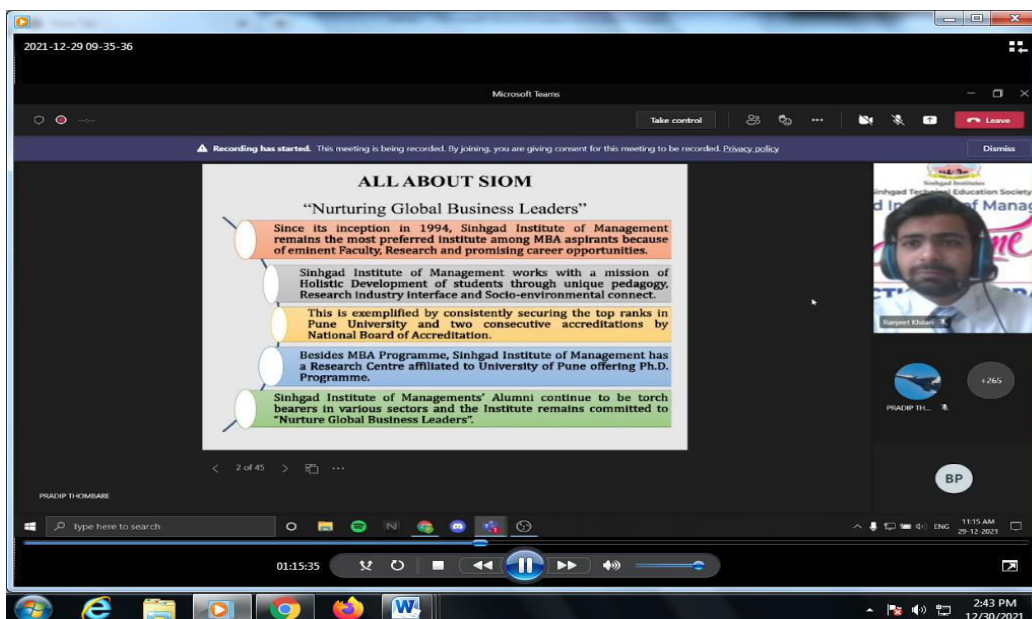 2021-12-29 09-35-36
Microsoft Teams
Take control
Leave
Recording has started. This meeting is being recorded. By joining, you are giving consent for this meeting to be recorded. Privacy policy
Dismiss
ALL ABOUT SIOM
“Nurturing Global Business Leaders”
Since its inception in 1994, Sinhgad Institute of Management
remains the most preferred institute among MBA aspirants because
of eminent Faculty, Research and promising career opportunities.
Sinhgad Institute of Management works with a mission of
Holistic Development of students through unique pedagogy,
Research industry interface and Socio-environmental connect.
This is exemplified by consistently securing the top ranks in
Pune University and two consecutive accreditations by
National Board of Accreditation.
Besides MBA Programme, Sinhgad Institute of Management has
a Research Centre affiliated to University of Pune offering Ph.D.
Programme.
Sinhgad Institute of Managements’ Alumni continue to be torch
bearers in various sectors and the Institute remains committed to
“Nurture Global Business Leaders”.
Sinhgad Institutes
inhgad Technical Education Society
of Manag
Ranjeet Khilari
PRADIP TH...
+265
BP
2 of 45
PRADIP THOMBARE
Type here to search
ENG
11:15 AM
29-12-2021
01:15:35
2:43 PM
12/30/2021